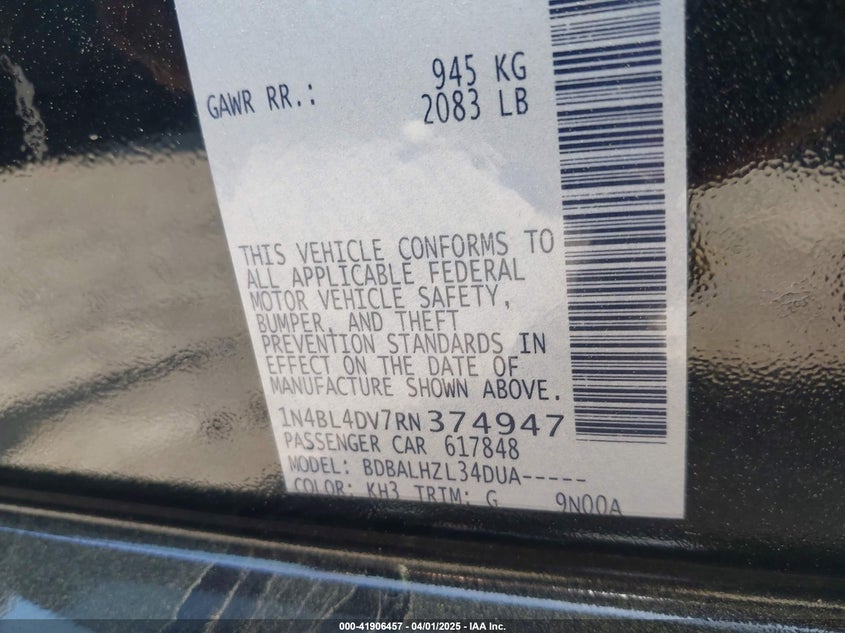 GAWR RR.: 945 KG
2083 LB
THIS VEHICLE CONFORMS TO
ALL APPLICABLE FEDERAL
MOTOR VEHICLE SAFETY,
BUMPER, AND THEFT
PREVENTION STANDARDS IN
EFFECT ON THE DATE OF
MANUFACTURE SHOWN ABOVE.
1N4BL4DV7RN374947
PASSENGER CAR 617848
MODEL: BDBALHZL34DUA-----
COLOR: KH3 TRIM: G 9N00A
000-41906457 - 04/01/2025 - IAA Inc.